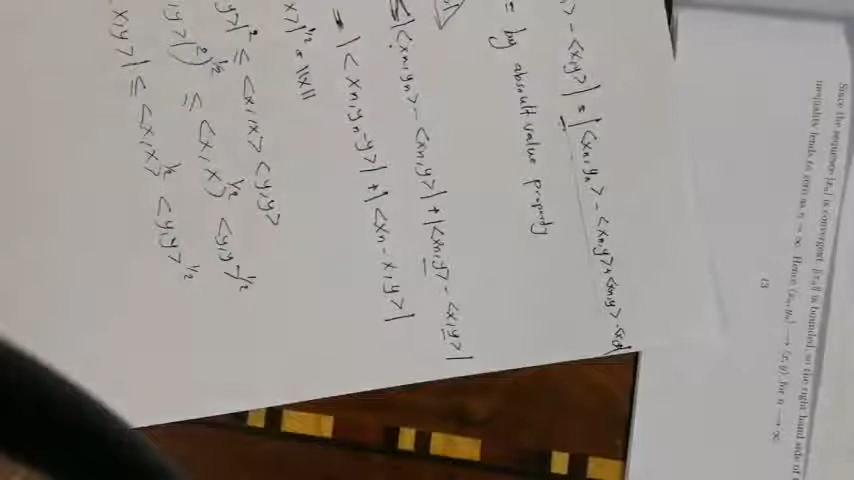 Since the sequence {xₙ} is convergent, ‖xₙ‖ is bounded, so the right hand side of
inequality tends to zero as n → ∞. Hence ⟨xₙ, yₙ⟩ → ⟨x, y⟩, for n → ∞
13
> - <x,y>| = |<xn,yn> - <xn,y> + <xn,y> -
= by absolult value property
≤ |<xn,yn> - <xn,y>| + |<xn,y> - <x,y>|
= |<xn,yn-y>| + |<xn-x,y>|
x>|^1/2 = ||x||
y>|² ≤ <x,x> <y,y>
,y>|²)^1/2 ≤ <x,x>^1/2 <y,y>^1/2
x,y>| ≤ <x,x>^1/2 <y,y>^1/2